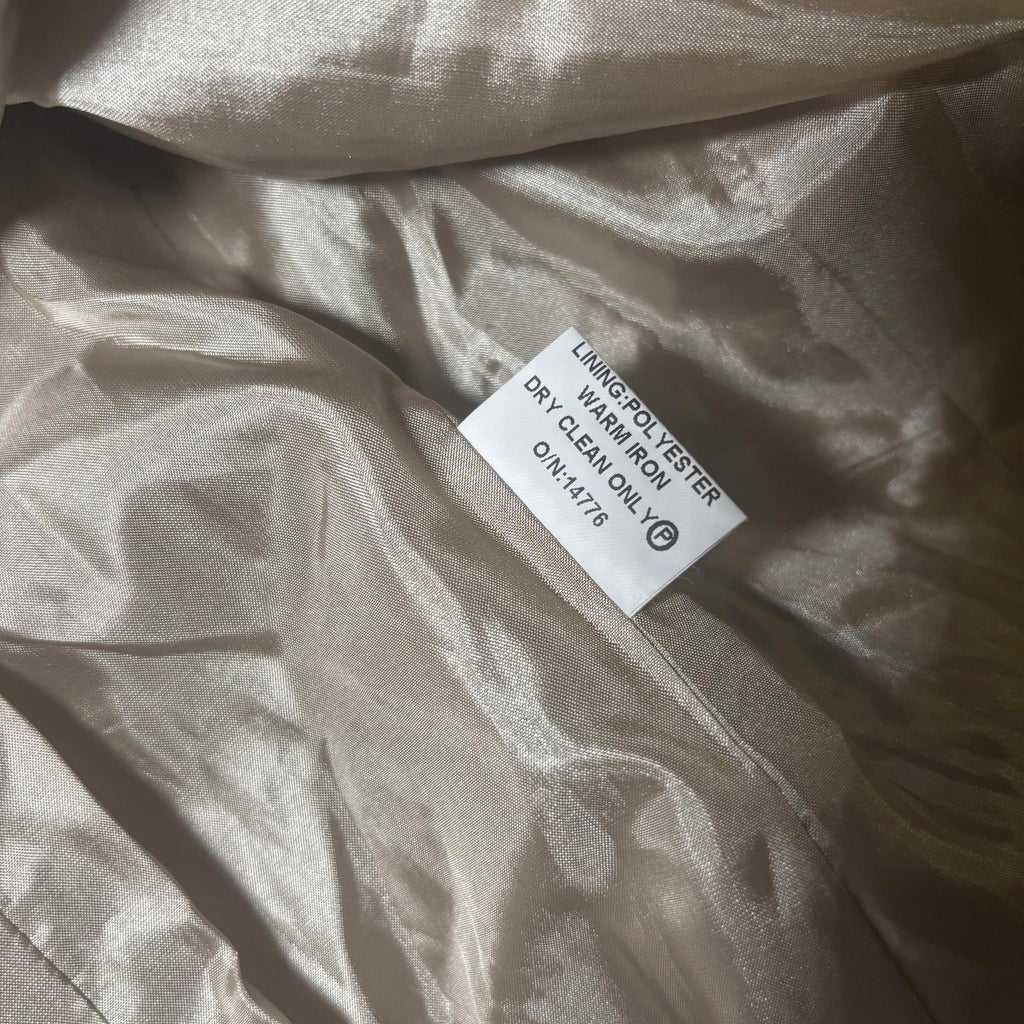 LINING:POLYESTER
WARM IRON
DRY CLEAN ONLY Ⓟ
O/N:14776